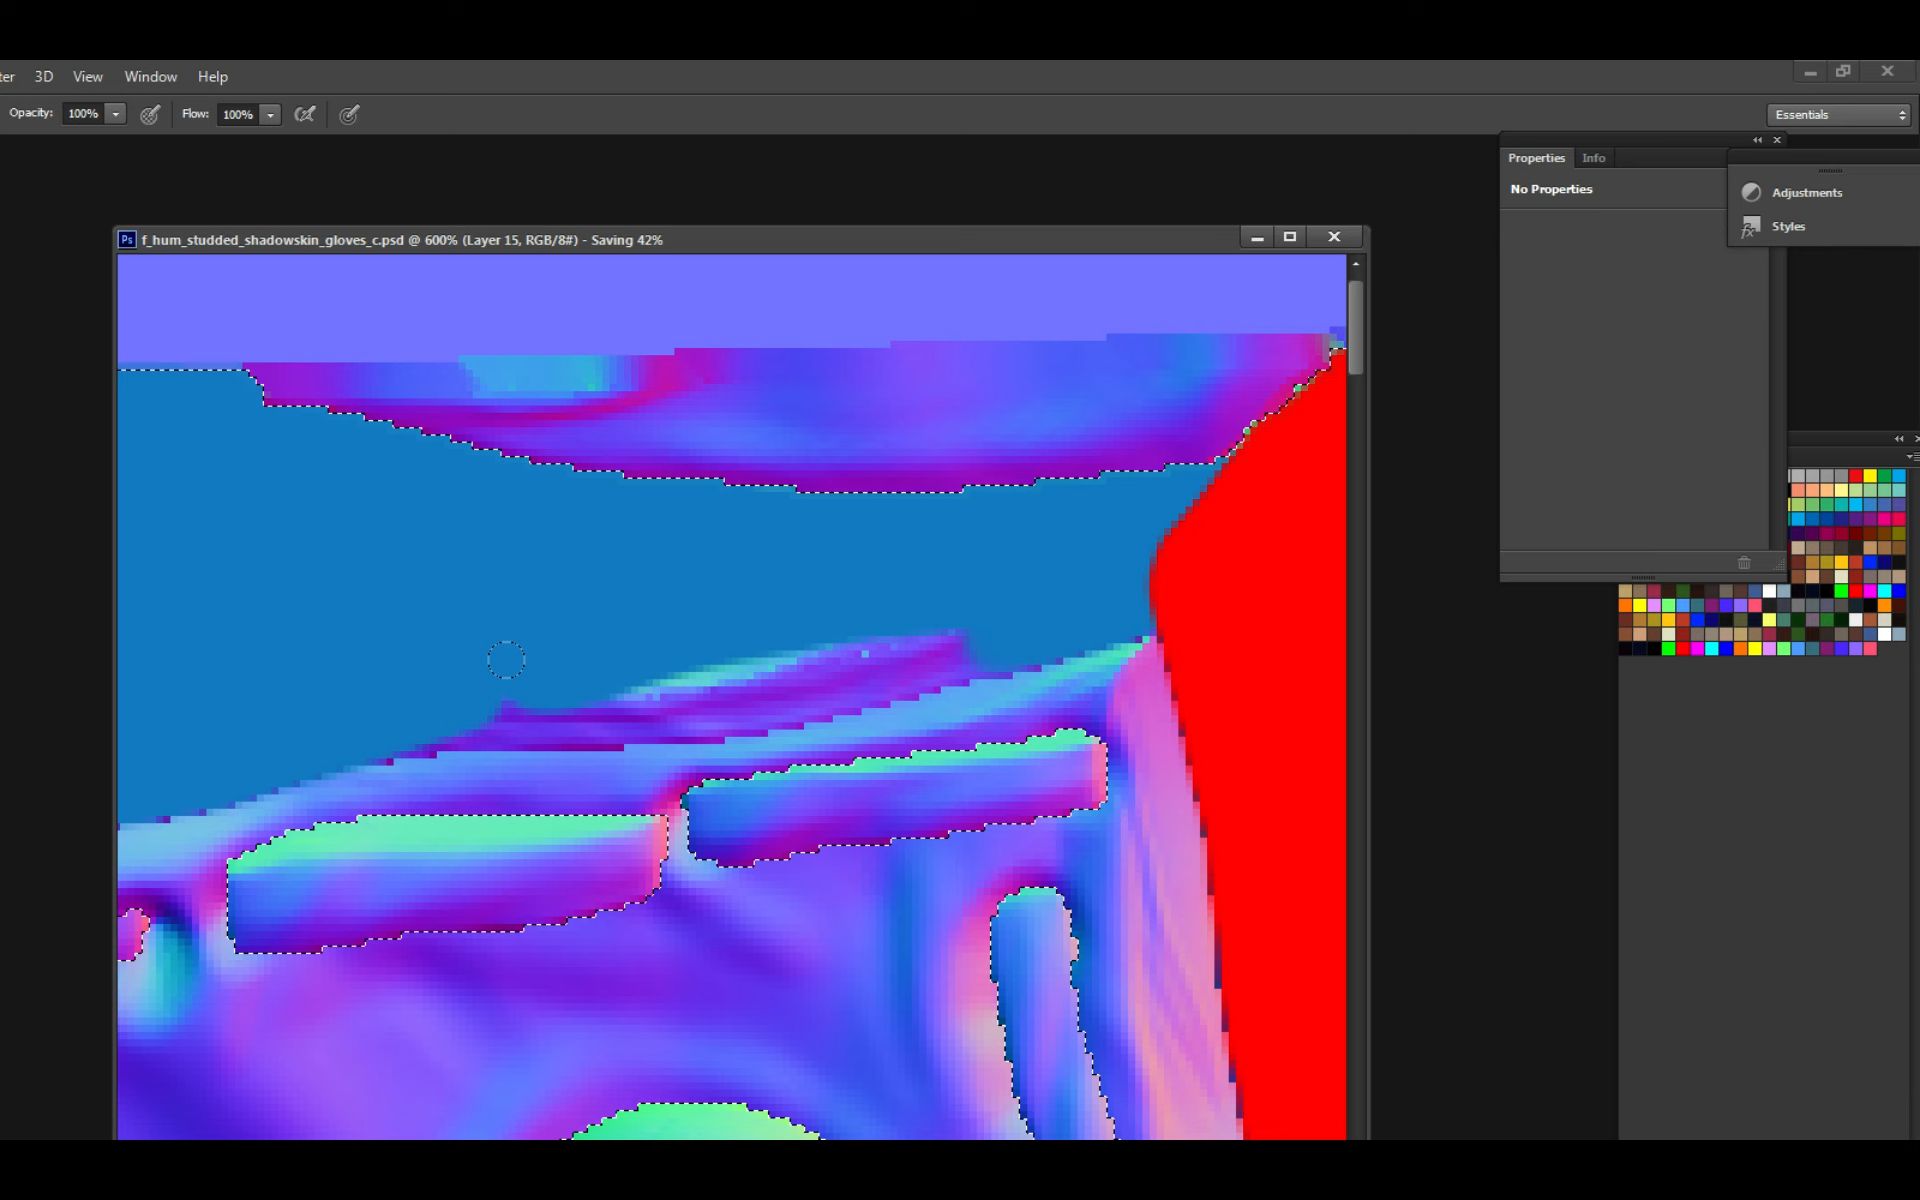 ter 3D View Window Help
Opacity: 100% Flow: 100% Essentials
Properties Info
No Properties
Adjustments
Styles
Ps f_hum_studded_shadowskin_gloves_c.psd @ 600% (Layer 15, RGB/8#) - Saving 42%